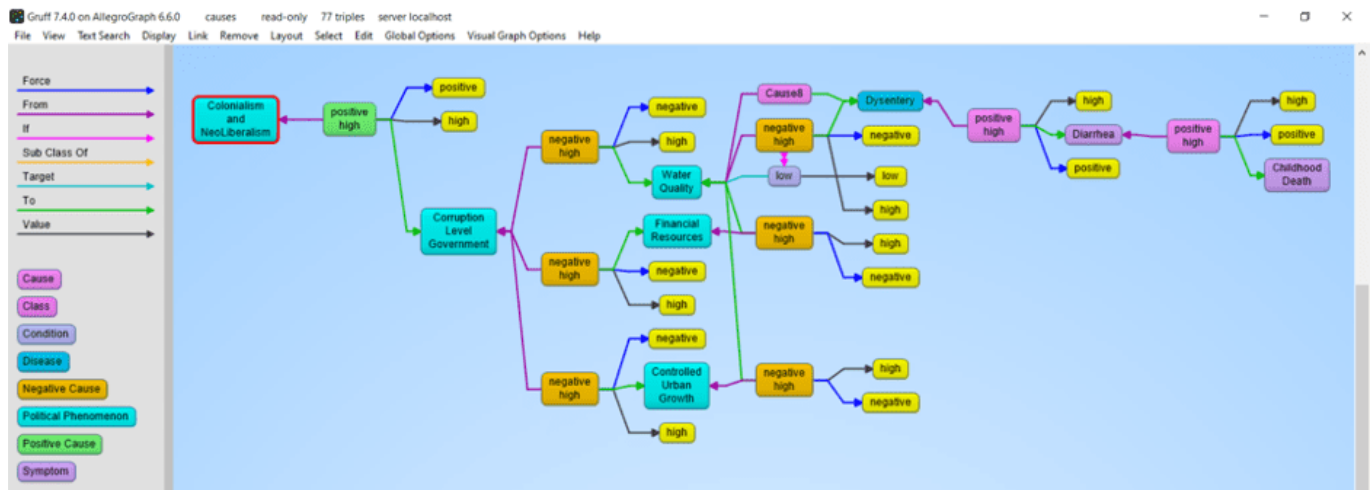 Gruff 7.4.0 on AllegroGraph 6.6.0 causes read-only 77 triples server localhost
File View Text Search Display Link Remove Layout Select Edit Global Options Visual Graph Options Help
Force
From
If
Sub Class Of
Target
To
Value
Cause
Class
Condition
Disease
Negative Cause
Political Phenomenon
Positive Cause
Symptom
Colonialism
and
NeoLiberalism
positive
high
positive
high
Corruption
Level
Government
negative
high
negative
high
Water
Quality
negative
high
Financial
Resources
negative
high
negative
high
negative
Controlled
Urban
Growth
high
Cause8
negative
high
low
Dysentery
negative
low
high
negative
high
high
negative
negative
high
high
negative
positive
high
high
Diarrhea
positive
positive
high
high
positive
Childhood
Death